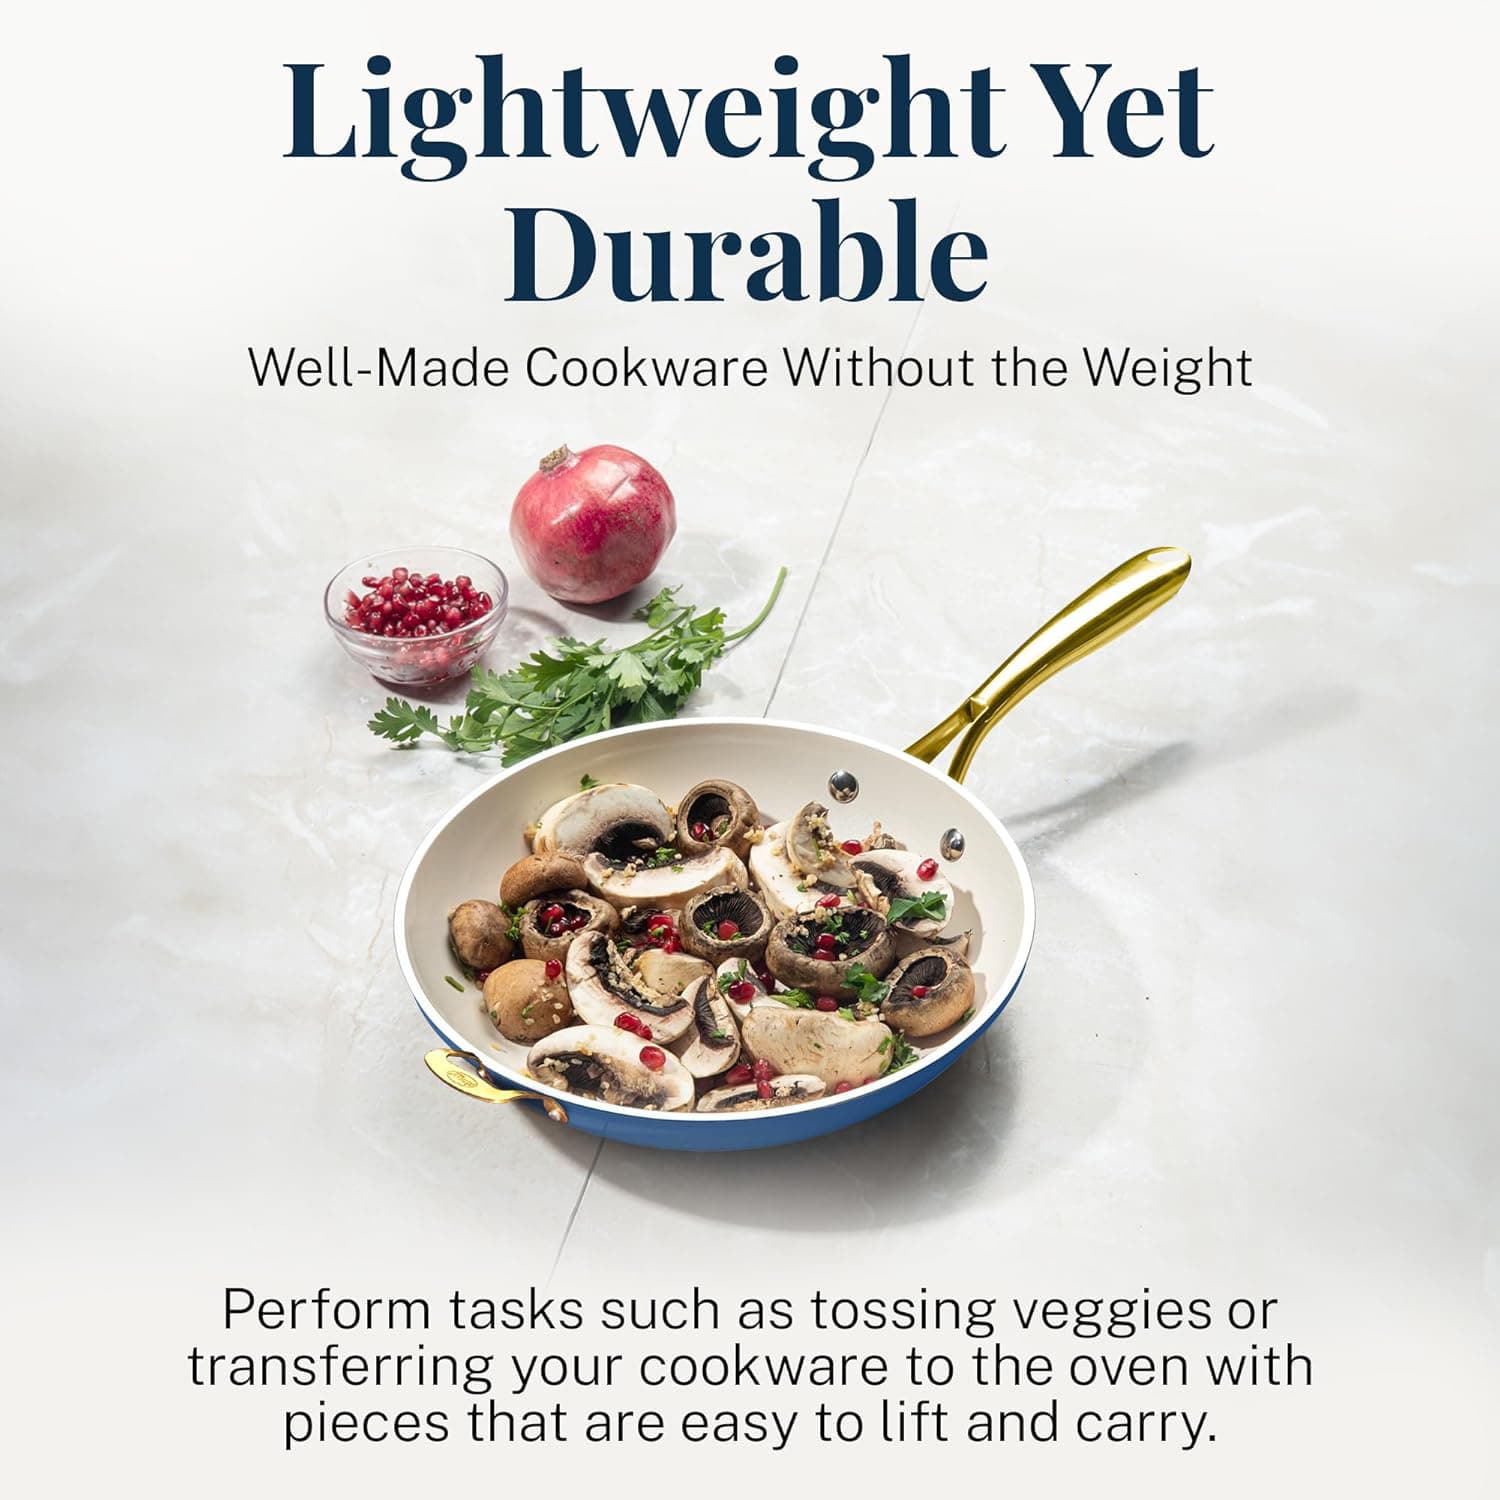 Lightweight Yet
Durable
Well-Made Cookware Without the Weight
Perform tasks such as tossing veggies or
transferring your cookware to the oven with
pieces that are easy to lift and carry.